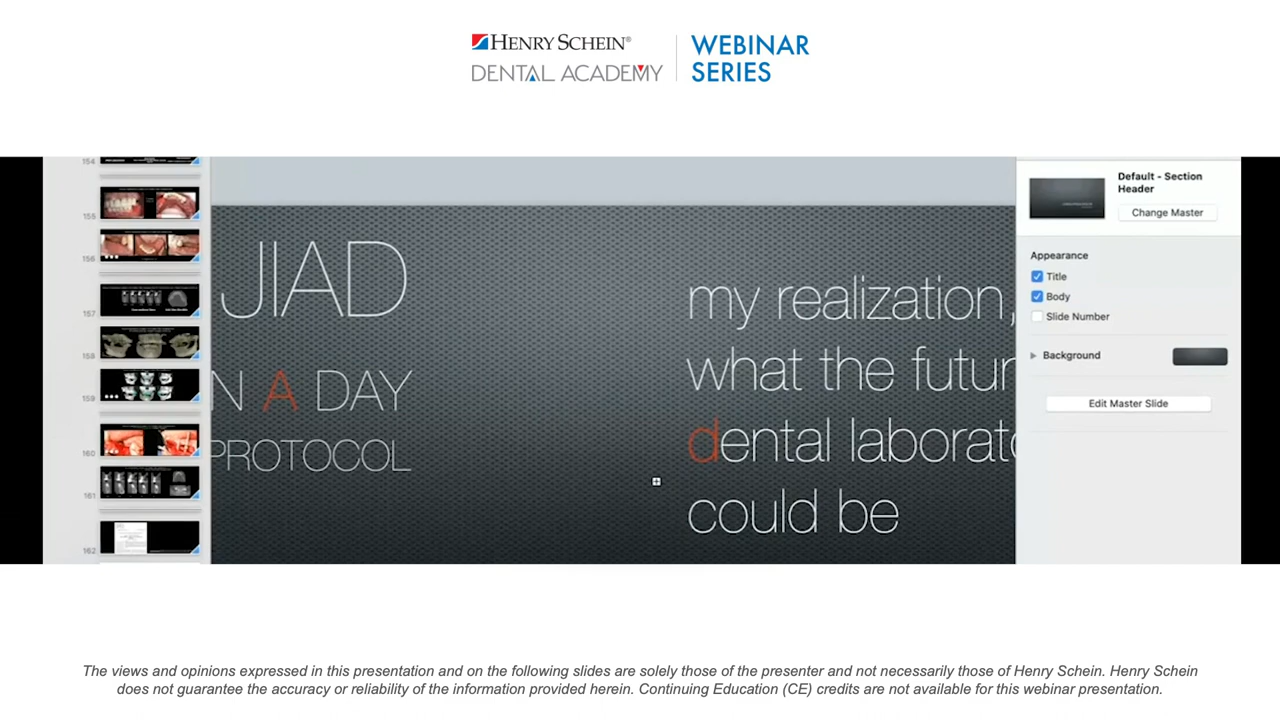 HENRY SCHEIN®
DENTAL ACADEMY
WEBINAR
SERIES
154
155
156
157
158
159
160
161
162
JIAD
N A DAY
PROTOCOL
my realization,
what the futur
dental laborato
could be
Default - Section
Header
Change Master
Appearance
Title
Body
Slide Number
Background
Edit Master Slide
The views and opinions expressed in this presentation and on the following slides are solely those of the presenter and not necessarily those of Henry Schein. Henry Schein
does not guarantee the accuracy or reliability of the information provided herein. Continuing Education (CE) credits are not available for this webinar presentation.